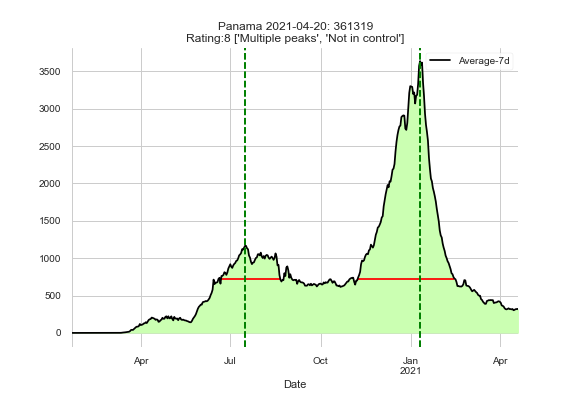 Panama 2021-04-20: 361319
Rating:8 ['Multiple peaks', 'Not in control']
Average-7d
3500
3000
2500
2000
1500
1000
500
0
Apr
Jul
Oct
Jan
2021
Apr
Date